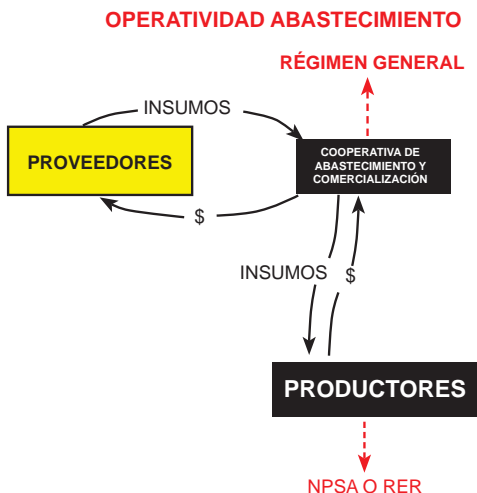 OPERATIVIDAD ABASTECIMIENTO
RÉGIMEN GENERAL
INSUMOS
PROVEEDORES
COOPERATIVA DE
ABASTECIMIENTO Y
COMERCIALIZACIÓN
$
INSUMOS $
PRODUCTORES
NPSA O RER